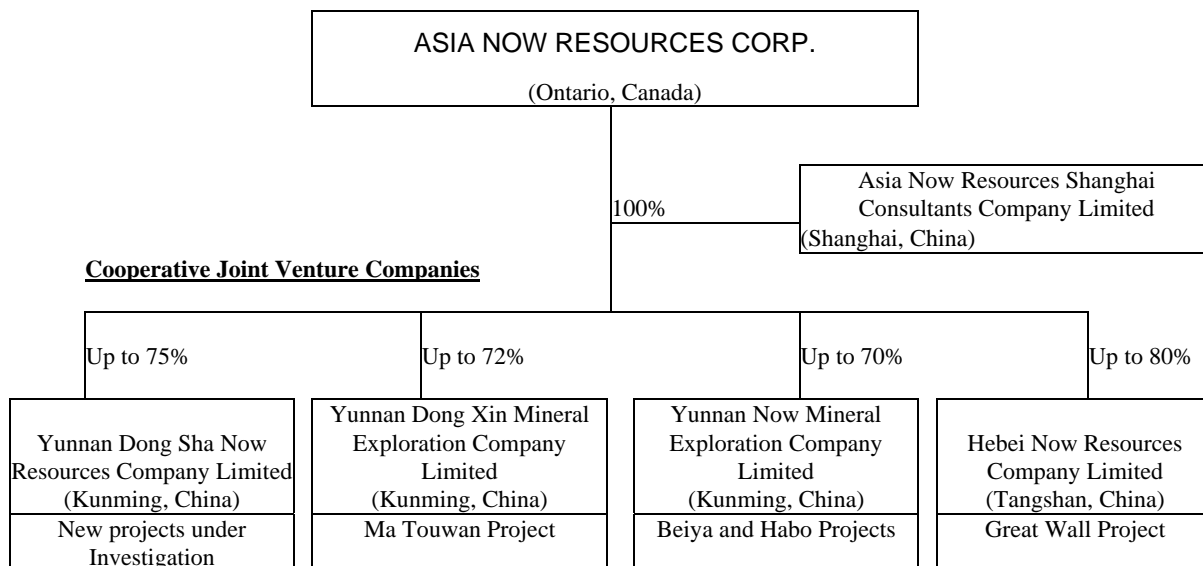 ASIA NOW RESOURCES CORP.
(Ontario, Canada)
Asia Now Resources Shanghai
Consultants Company Limited
(Shanghai, China)
100%
Cooperative Joint Venture Companies
Up to 75%
Up to 72%
Up to 70%
Up to 80%
Yunnan Dong Sha Now
Resources Company Limited
(Kunming, China)
New projects under
Investigation
Yunnan Dong Xin Mineral
Exploration Company
Limited
(Kunming, China)
Ma Touwan Project
Yunnan Now Mineral
Exploration Company
Limited
(Kunming, China)
Beiya and Habo Projects
Hebei Now Resources
Company Limited
(Tangshan, China)
Great Wall Project